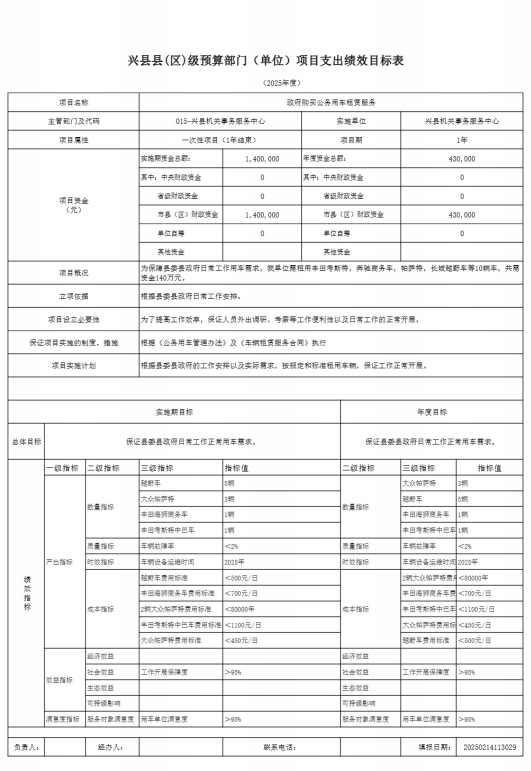 兴县县(区)级预算部门（单位）项目支出绩效目标表
（2025年度）
项目名称 政府购买公务用车租赁服务
主管部门及代码 015-兴县机关事务服务中心 实施单位 兴县机关事务服务中心
项目属性 一次性项目（1年结束） 项目期 1年
项目资金（元） 实施期资金总额： 1,400,000 年度资金总额： 430,000
其中：中央财政资金 0 其中：中央财政资金 0
省级财政资金 0 省级财政资金 0
市县（区）财政资金 1,400,000 市县（区）财政资金 430,000
单位自筹 0 单位自筹 0
其他资金 其他资金
项目概况 为保障县委县政府日常工作用车需求，我单位需租用丰田考斯特，奔驰商务车，帕萨特，长城越野车等10辆车，共需
资金140万元。
立项依据 根据县委县政府日常工作安排。
项目设立必要性 为了提高工作效率，保证人员外出调研、考察等工作便利性以及日常工作的正常开展。
保证项目实施的制度、措施 根据《公务用车管理办法》及《车辆租赁服务合同》执行
项目实施计划 根据县委县政府的工作安排以及实际需求，按规定和标准租用车辆，保证工作正常开展。
实施期目标 年度目标
总体目标 保证县委县政府日常工作正常用车需求。 保证县委县政府日常工作正常用车需求。
绩效指标 一级指标 二级指标 三级指标 指标值 二级指标 三级指标 指标值
产出指标 数量指标 越野车 5辆 数量指标 大众帕萨特 3辆
大众帕萨特 3辆 越野车 5辆
丰田海狮商务车 1辆 丰田海狮商务车 1辆
丰田考斯特中巴车 1辆 丰田考斯特中巴车 1辆
质量指标 车辆故障率 <2% 质量指标 车辆故障率 <2%
时效指标 车辆设备运维时间 2025年 时效指标 车辆设备运维时间 2025年
成本指标 越野车费用标准 <500元/日 成本指标 2辆大众帕萨特费用 <80000年
丰田海狮商务车费用标准 <700元/日 丰田海狮商务车费 <700元/日
2辆大众帕萨特费用标准 <80000年 丰田考斯特中巴车 <1100元/日
丰田考斯特中巴车费用标准 <1100元/日 大众帕萨特费用标 <450元/日
大众帕萨特费用标准 <450元/日 越野车费用标准 <500元/日
效益指标 经济效益 经济效益
社会效益 工作开展保障度 >95% 社会效益 工作开展保障度 >95%
生态效益 生态效益
可持续影响 可持续影响
满意度指标 服务对象满意度 用车单位满意度 >95% 服务对象满意度 用车单位满意度 >95%
负责人： 经办人： 联系电话： 填报日期： 20250214113029